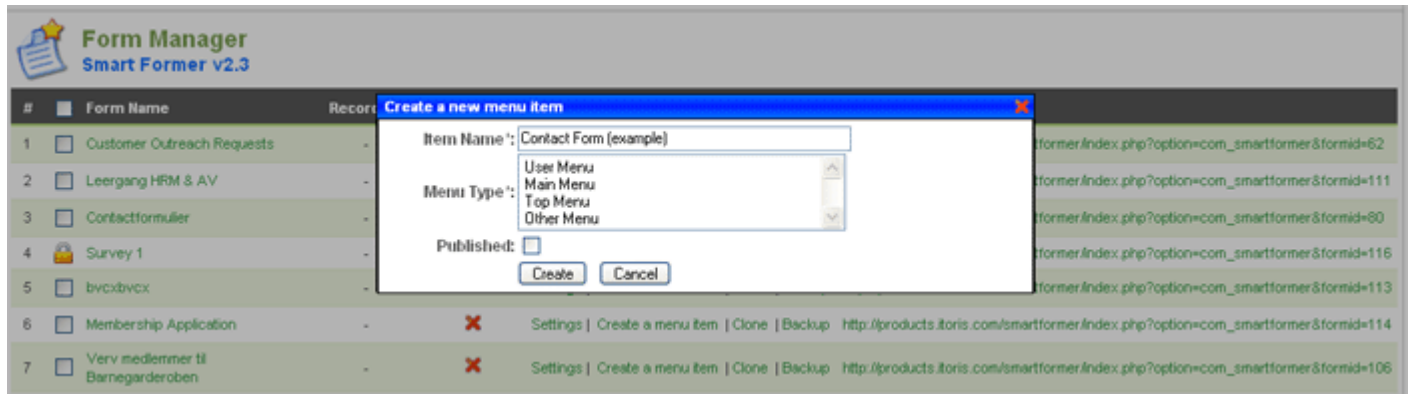 Form Manager
Smart Former v2.3
# Form Name Record
Create a new menu item
Item Name*: Contact Form (example)
Menu Type*:
User Menu
Main Menu
Top Menu
Other Menu
Published:
Create Cancel
1 Customer Outreach Requests - tformer/index.php?option=com_smartformer&formid=62
2 Leergang HRM & AV - tformer/index.php?option=com_smartformer&formid=111
3 Contactformulier - tformer/index.php?option=com_smartformer&formid=80
4 Survey 1 - tformer/index.php?option=com_smartformer&formid=116
5 bvcxbvcx - tformer/index.php?option=com_smartformer&formid=113
6 Membership Application - Settings | Create a menu item | Clone | Backup http://products.itoris.com/smartformer/index.php?option=com_smartformer&formid=114
7 Verv medlemmer til
Barnegarderoben - Settings | Create a menu item | Clone | Backup http://products.itoris.com/smartformer/index.php?option=com_smartformer&formid=106